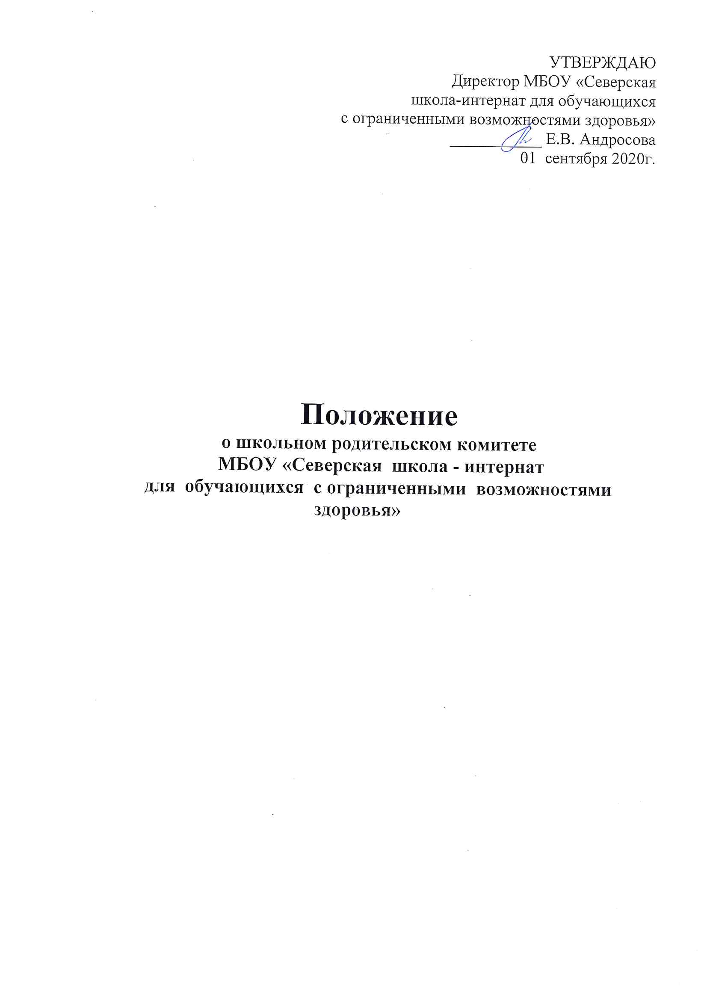 УТВЕРЖДАЮ
Директор МБОУ «Северская
школа-интернат для обучающихся
с ограниченными возможностями здоровья»
___________ Е.В. Андросова
01 сентября 2020г.
Положение
о школьном родительском комитете
МБОУ «Северская школа - интернат
для обучающихся с ограниченными возможностями
здоровья»